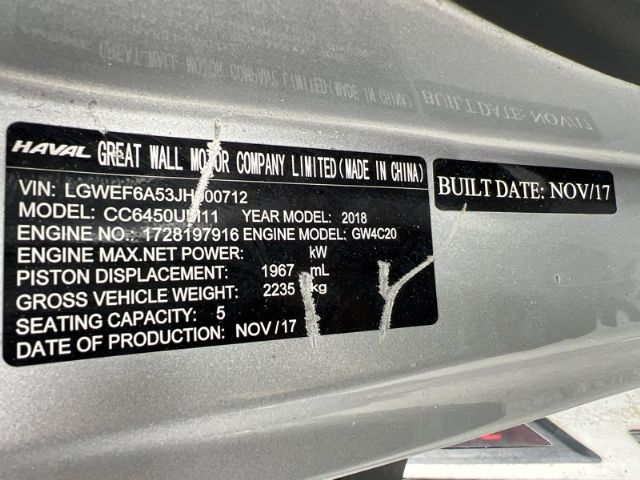 HAVAL GREAT WALL MOTOR COMPANY LIMITED (MADE IN CHINA)
VIN:
MODEL: YEAR MODEL: 2018
ENGINE NO.: 1728197916 ENGINE MODEL: GW4C20
ENGINE MAX.NET POWER: kW
PISTON DISPLACEMENT: 1967 mL
GROSS VEHICLE WEIGHT: 2235 kg
SEATING CAPACITY: 5
DATE OF PRODUCTION: NOV/17
BUILT DATE: NOV/17